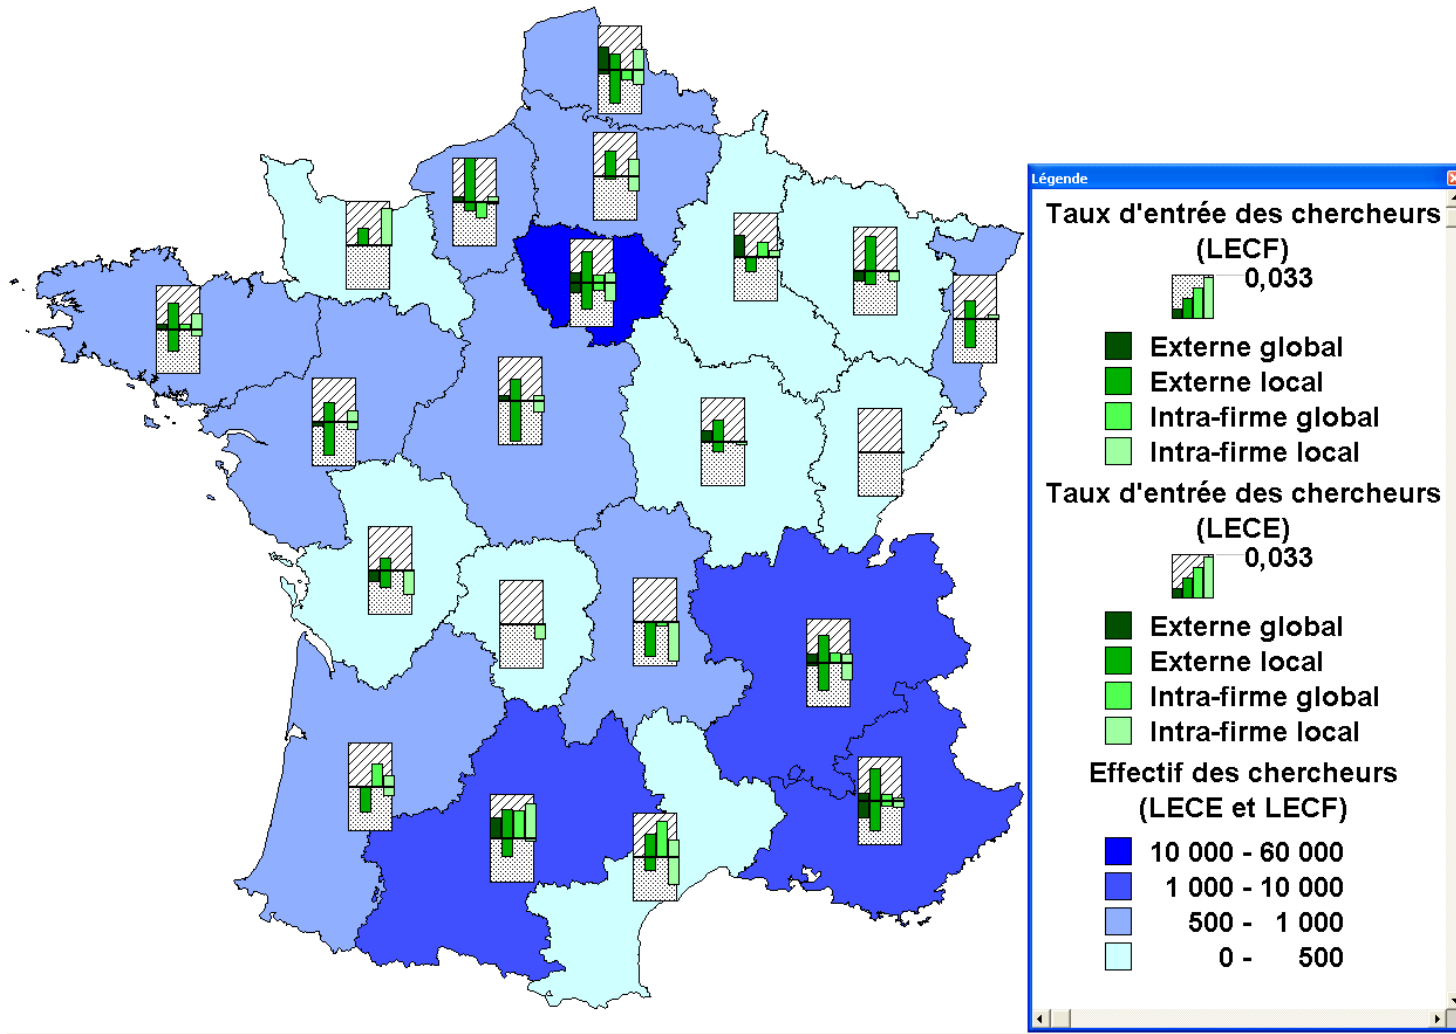 Légende
Taux d'entrée des chercheurs
(LECF)
0,033
Externe global
Externe local
Intra-firme global
Intra-firme local
Taux d'entrée des chercheurs
(LECE)
0,033
Externe global
Externe local
Intra-firme global
Intra-firme local
Effectif des chercheurs
(LECE et LECF)
10 000 - 60 000
1 000 - 10 000
500 - 1 000
0 - 500